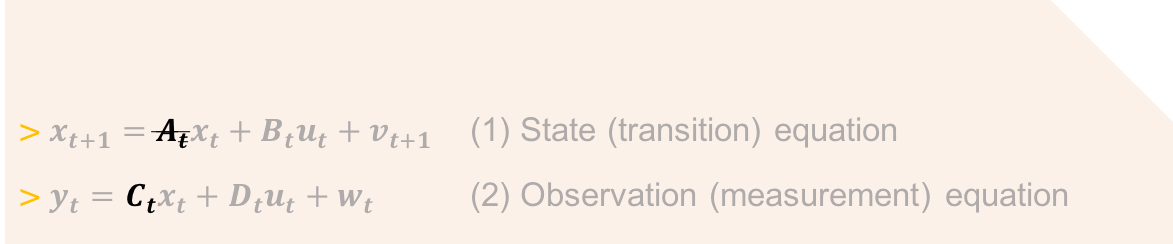 > x_{t+1} = A_t x_t + B_t u_t + v_{t+1} (1) State (transition) equation
> y_t = C_t x_t + D_t u_t + w_t (2) Observation (measurement) equation